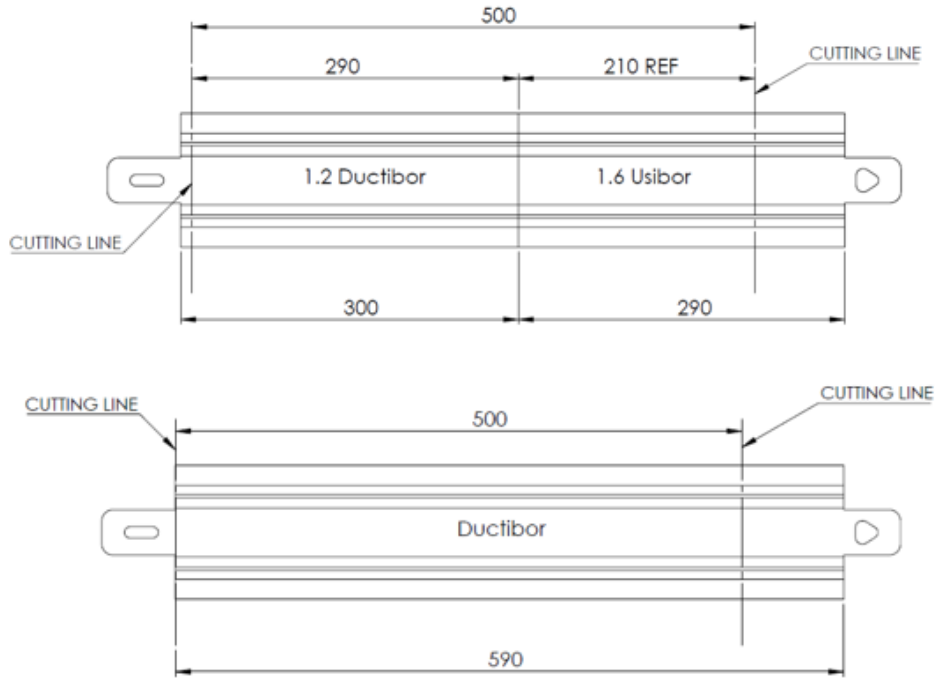 500
290
210 REF
CUTTING LINE
1.2 Ductibor
1.6 Usibor
CUTTING LINE
300
290
CUTTING LINE
CUTTING LINE
500
Ductibor
590